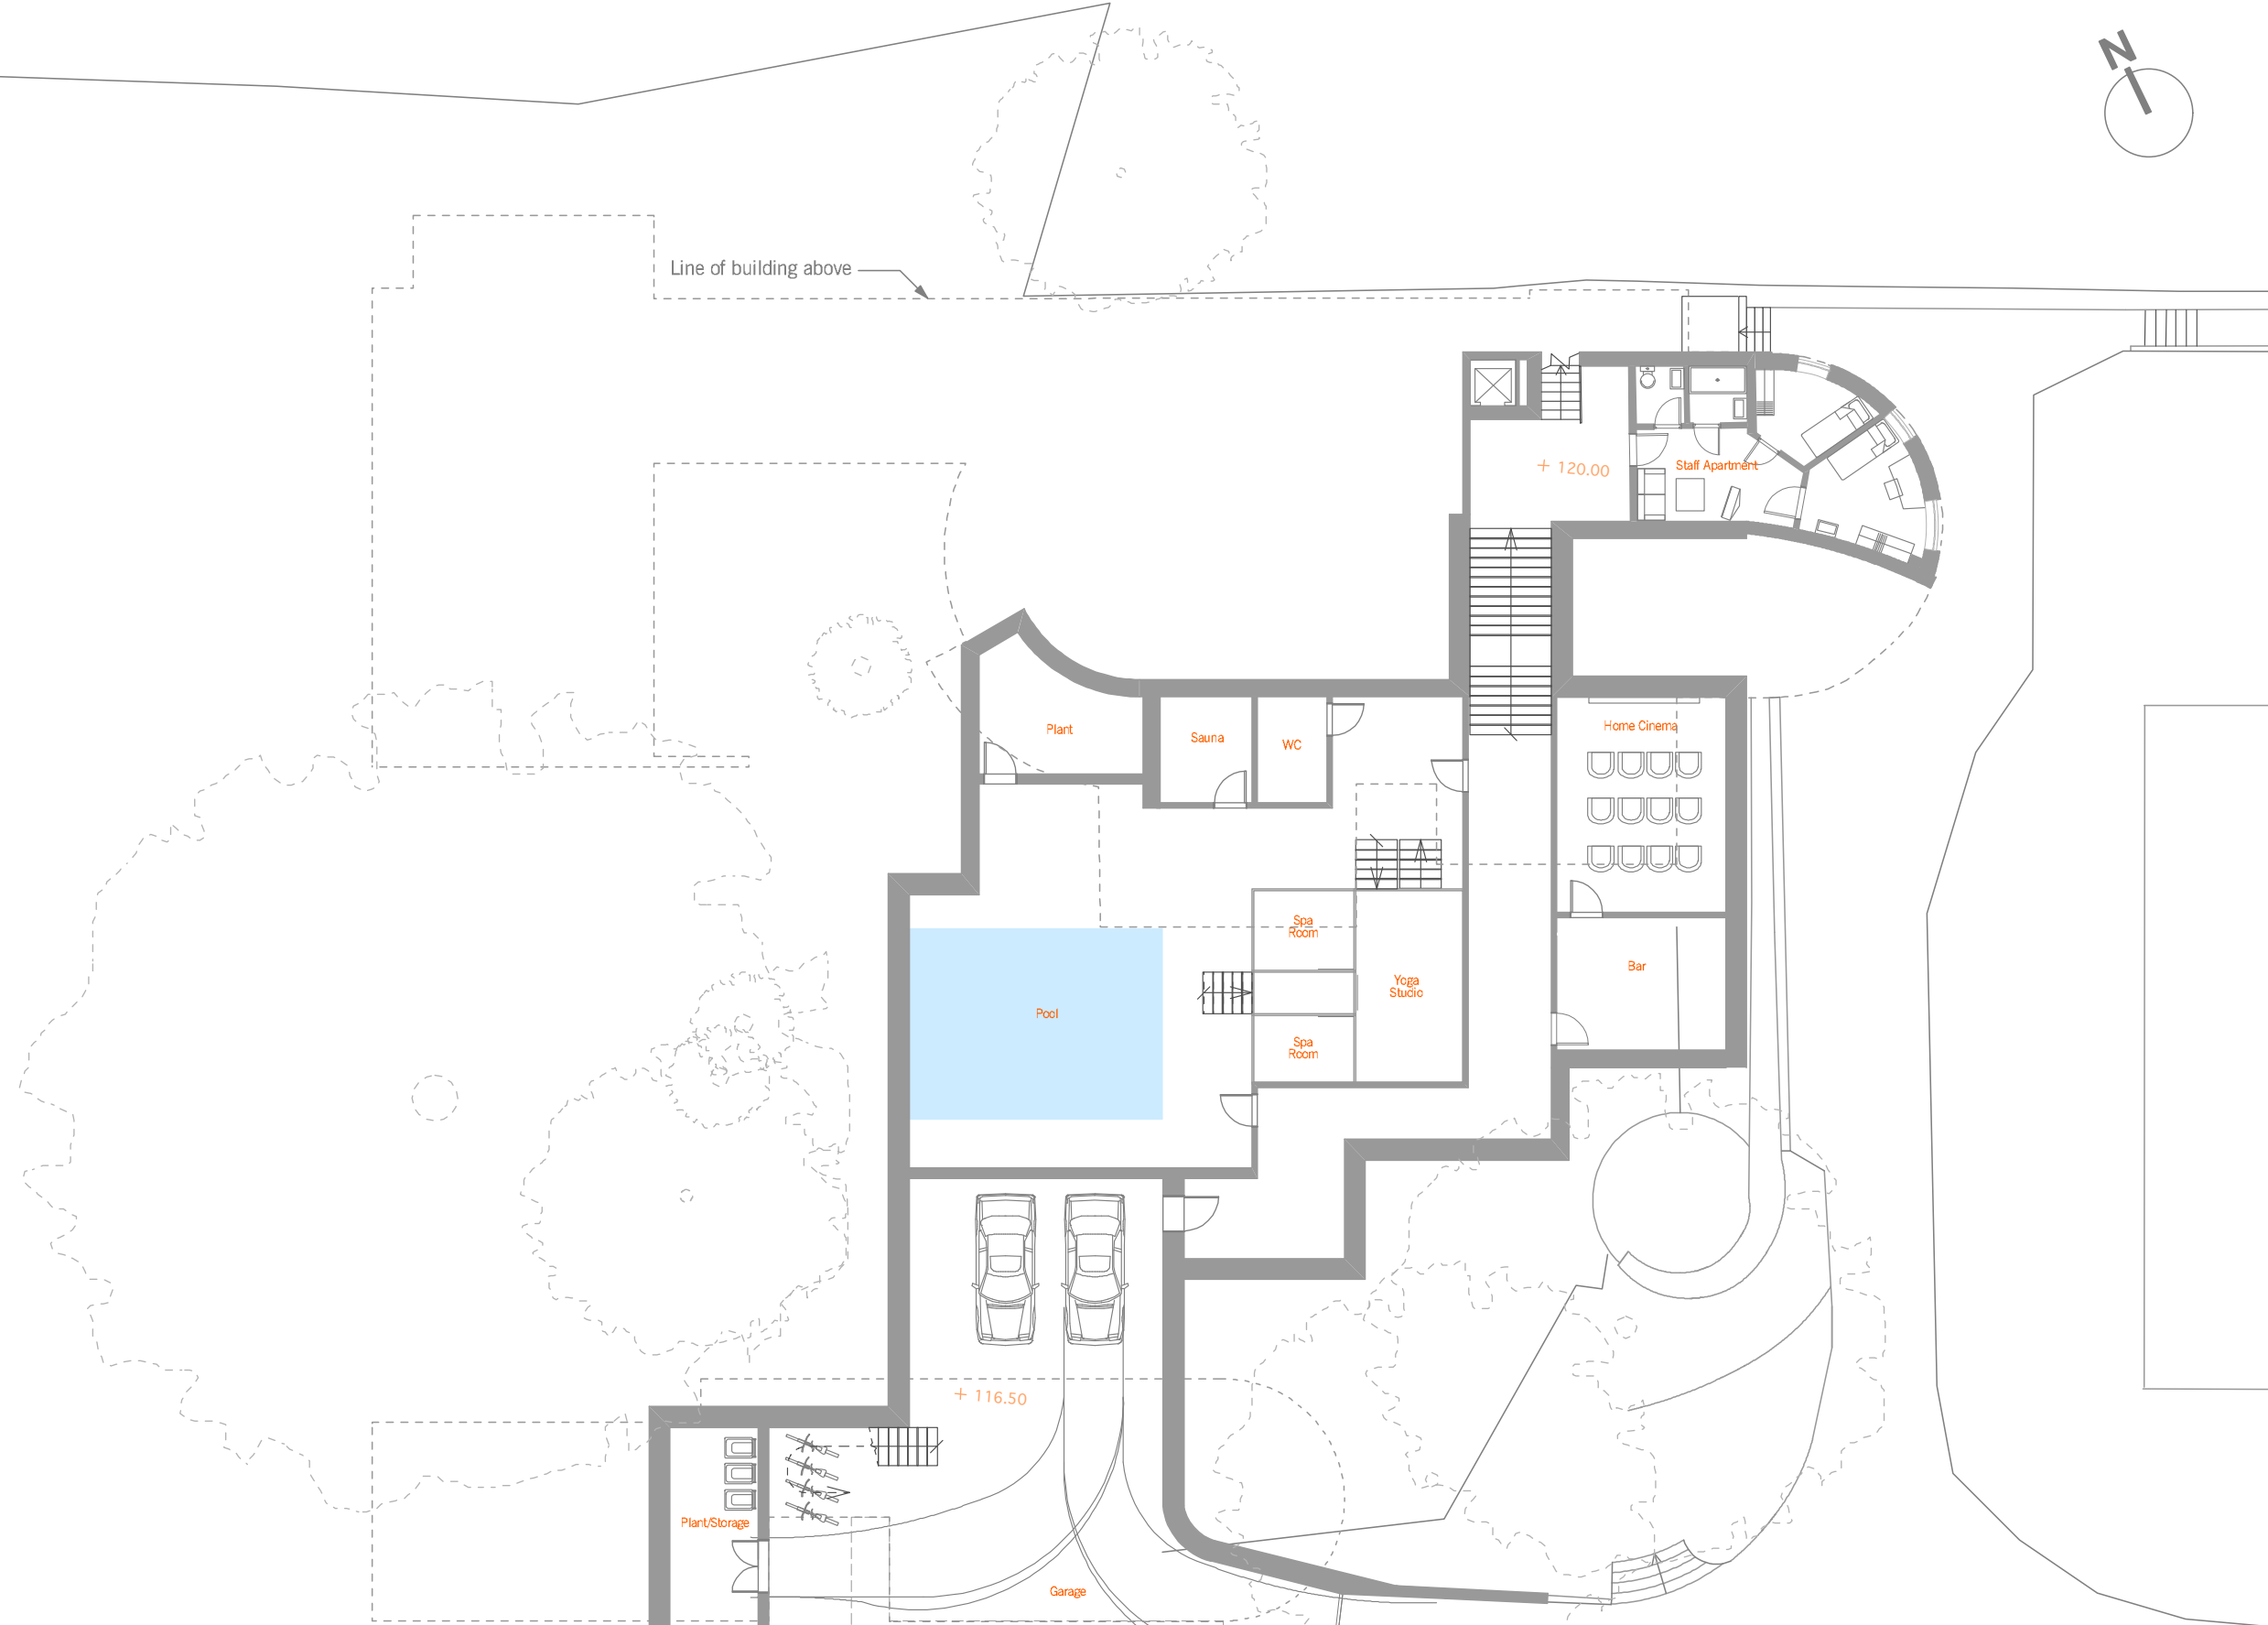 N
Line of building above
+ 120.00
Staff Apartment
Home Cinema
Plant
Sauna
WC
Spa
Room
Bar
Yoga
Studio
Pool
Spa
Room
+ 116.50
Plant/Storage
Garage